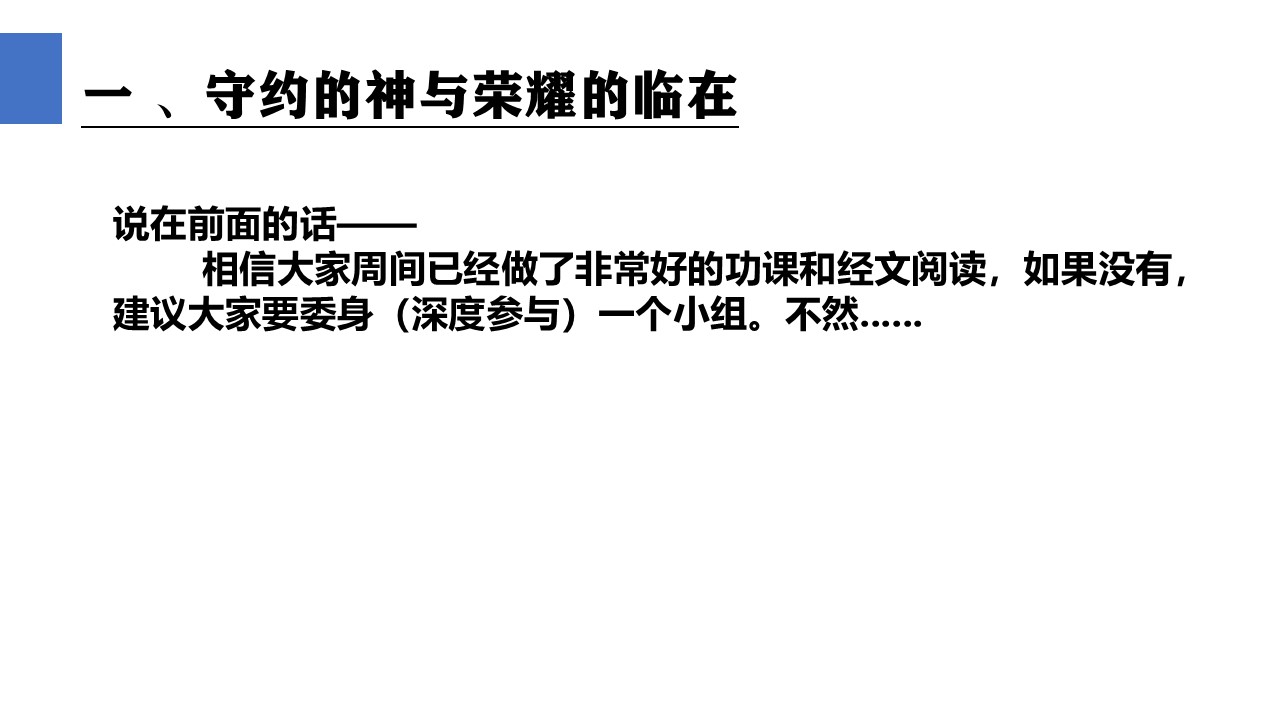 一 、守约的神与荣耀的临在
说在前面的话——
相信大家周间已经做了非常好的功课和经文阅读，如果没有，
建议大家要委身（深度参与）一个小组。不然……